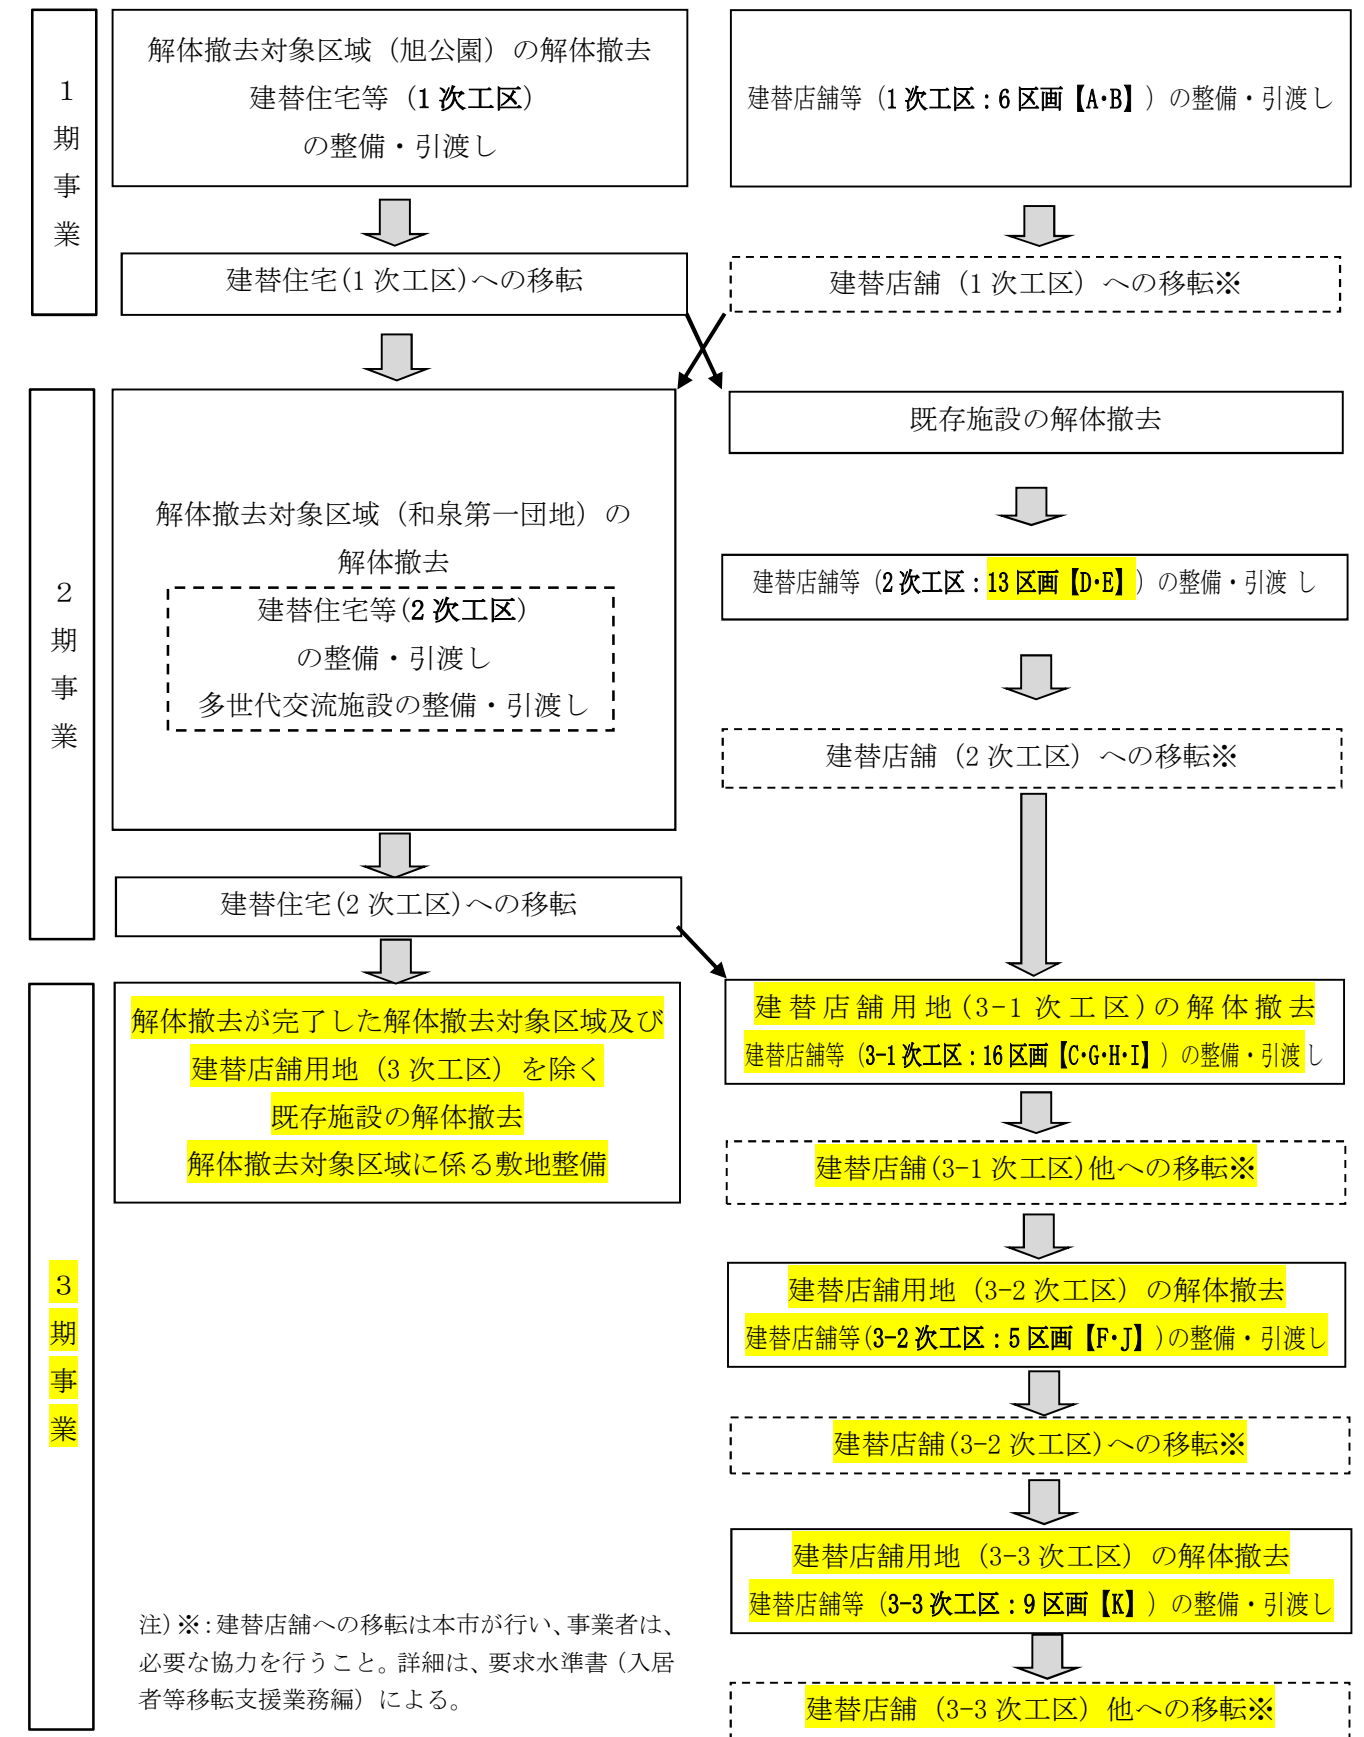 1
期
事
業
解体撤去対象区域（旭公園）の解体撤去
建替住宅等（1次工区）
の整備・引渡し
建替店舗等（1次工区：6区画【A・B】）の整備・引渡し
建替住宅(1次工区)への移転
建替店舗（1次工区）への移転※
2
期
事
業
解体撤去対象区域（和泉第一団地）の
解体撤去
建替住宅等(2次工区)
の整備・引渡し
多世代交流施設の整備・引渡し
既存施設の解体撤去
建替店舗等（2次工区：13区画【D・E】）の整備・引渡し
建替店舗（2次工区）への移転※
建替住宅(2次工区)への移転
3
期
事
業
解体撤去が完了した解体撤去対象区域及び
建替店舗用地（3次工区）を除く
既存施設の解体撤去
解体撤去対象区域に係る敷地整備
建替店舗用地(3-1次工区)の解体撤去
建替店舗等（3-1次工区：16区画【C・G・H・I】）の整備・引渡し
建替店舗(3-1次工区)他への移転※
建替店舗用地（3-2次工区）の解体撤去
建替店舗等(3-2次工区：5区画【F・J】)の整備・引渡し
建替店舗(3-2次工区)への移転※
建替店舗用地（3-3次工区）の解体撤去
建替店舗等（3-3次工区：9区画【K】）の整備・引渡し
建替店舗（3-3次工区）他への移転※
注)※：建替店舗への移転は本市が行い、事業者は、
必要な協力を行うこと。詳細は、要求水準書（入居
者等移転支援業務編）による。